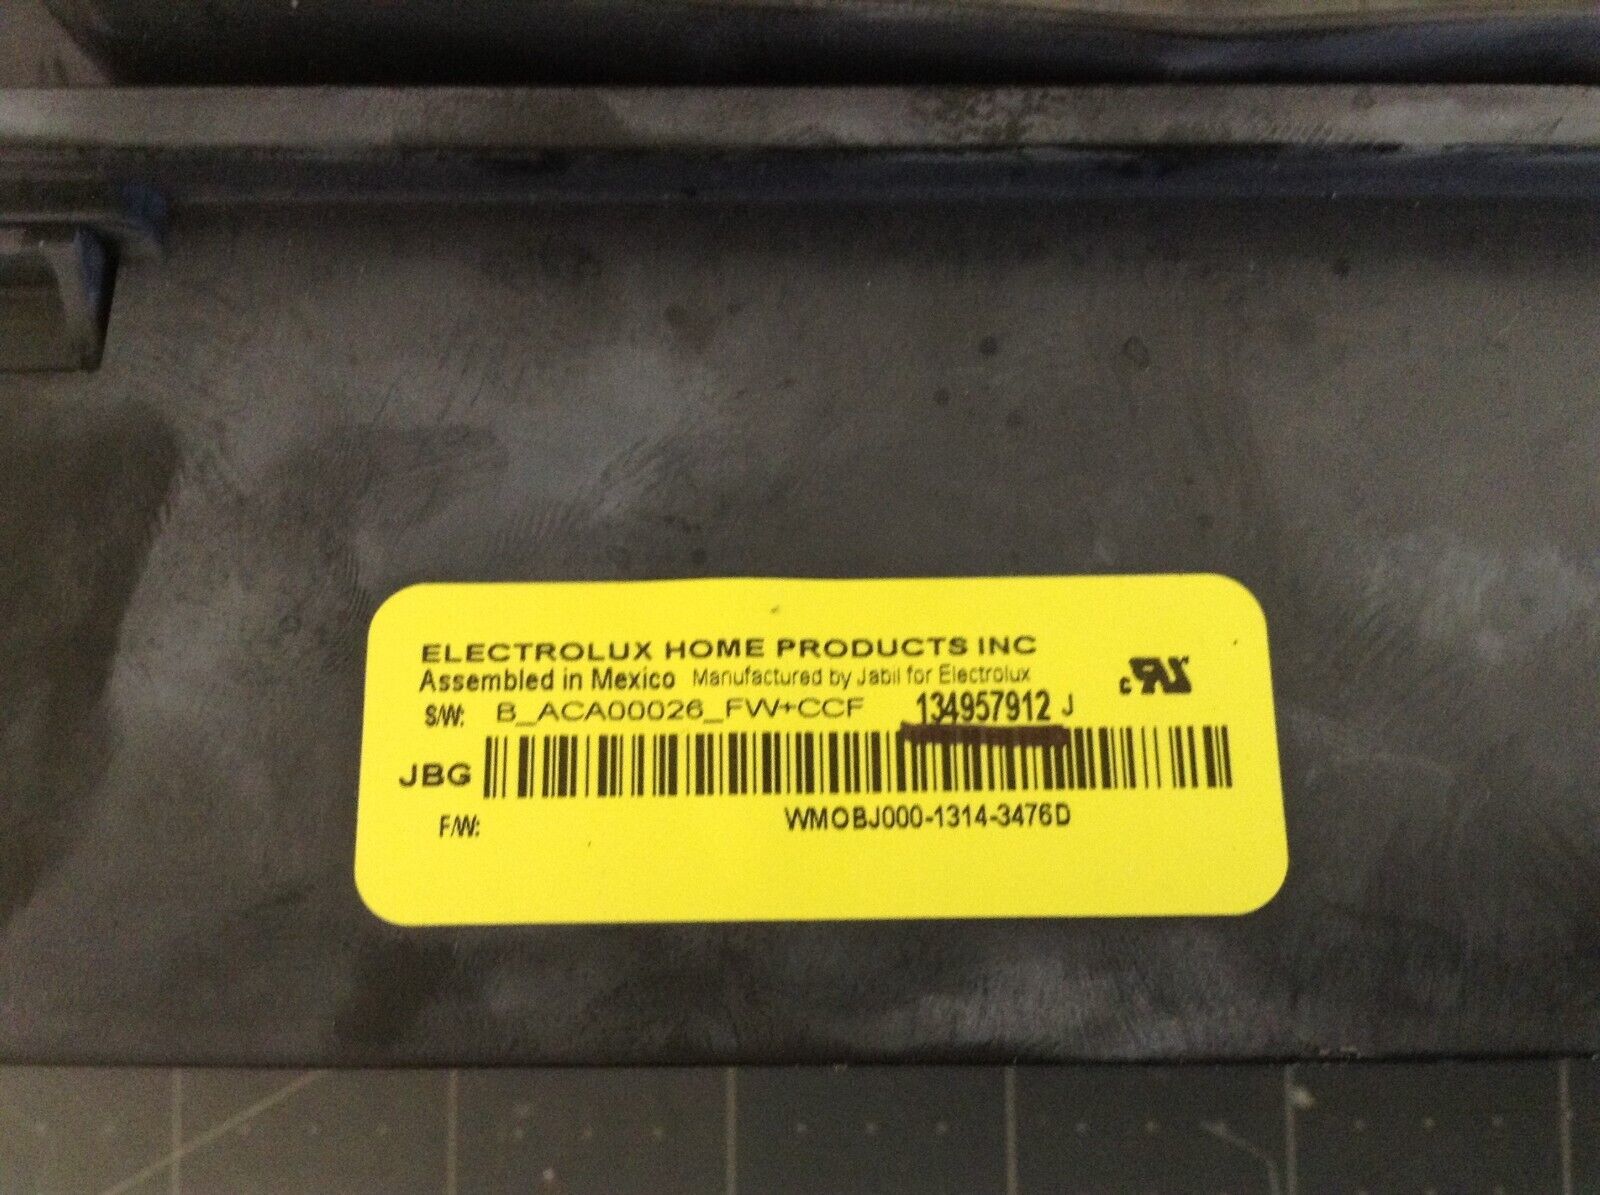 ELECTROLUX HOME PRODUCTS INC
Assembled in Mexico Manufactured by Jabil for Electrolux
S/W: B_ACA00026_FW+CCF 134957912 J
JBG
F/W: WMOBJ000-1314-3476D
c RU